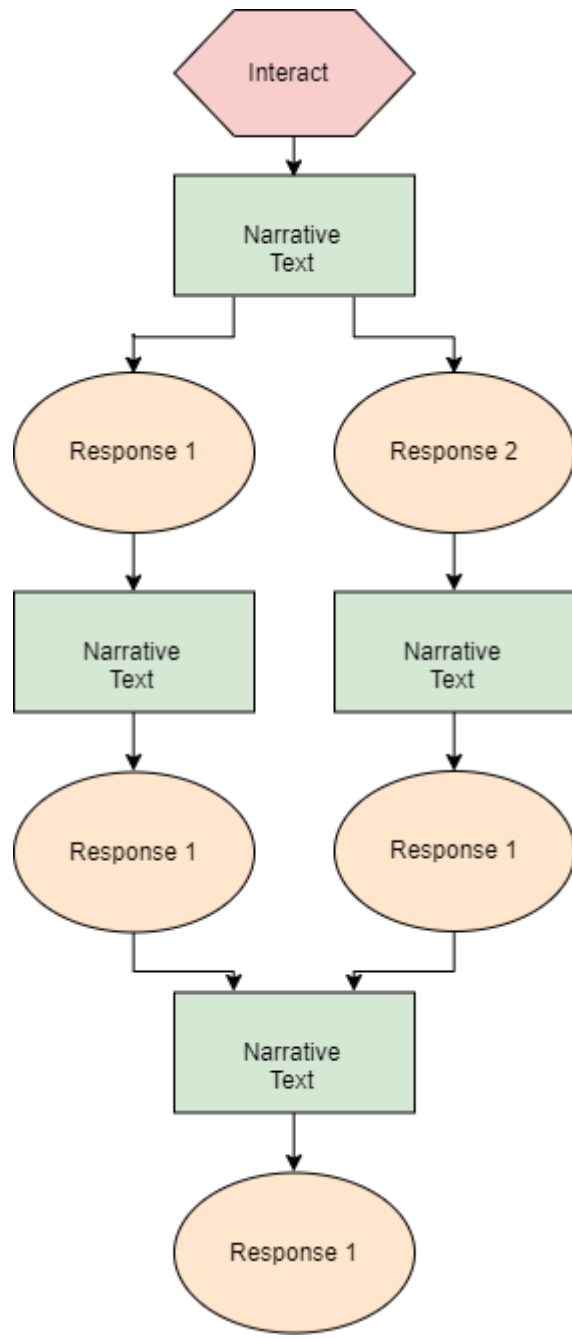 Interact
Narrative
Text
Response 1
Response 2
Narrative
Text
Narrative
Text
Response 1
Response 1
Narrative
Text
Response 1